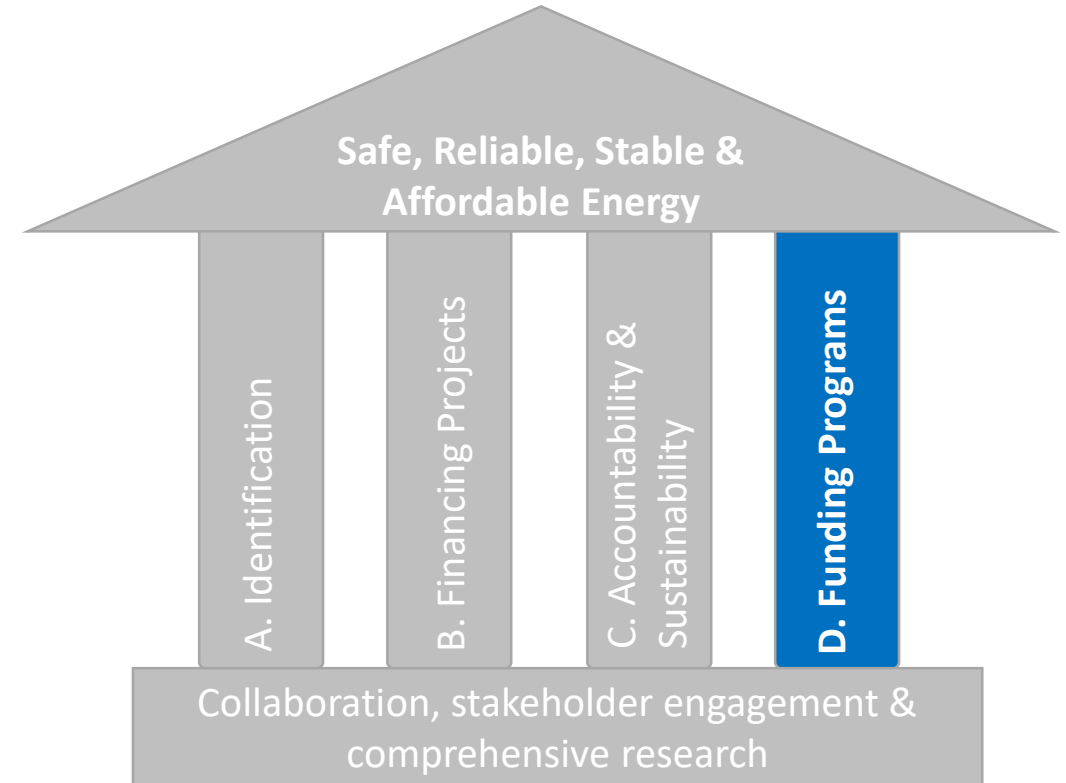 Safe, Reliable, Stable &
Affordable Energy
A. Identification
B. Financing Projects
C. Accountability &
Sustainability
D. Funding Programs
Collaboration, stakeholder engagement &
comprehensive research